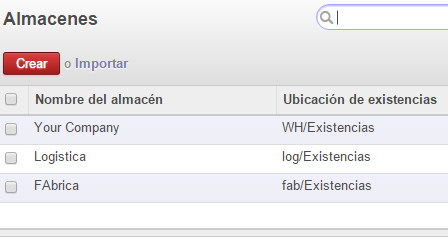 Almacenes
Crear o Importar
Nombre del almacén Ubicación de existencias
Your Company WH/Existencias
Logistica log/Existencias
FAbrica fab/Existencias